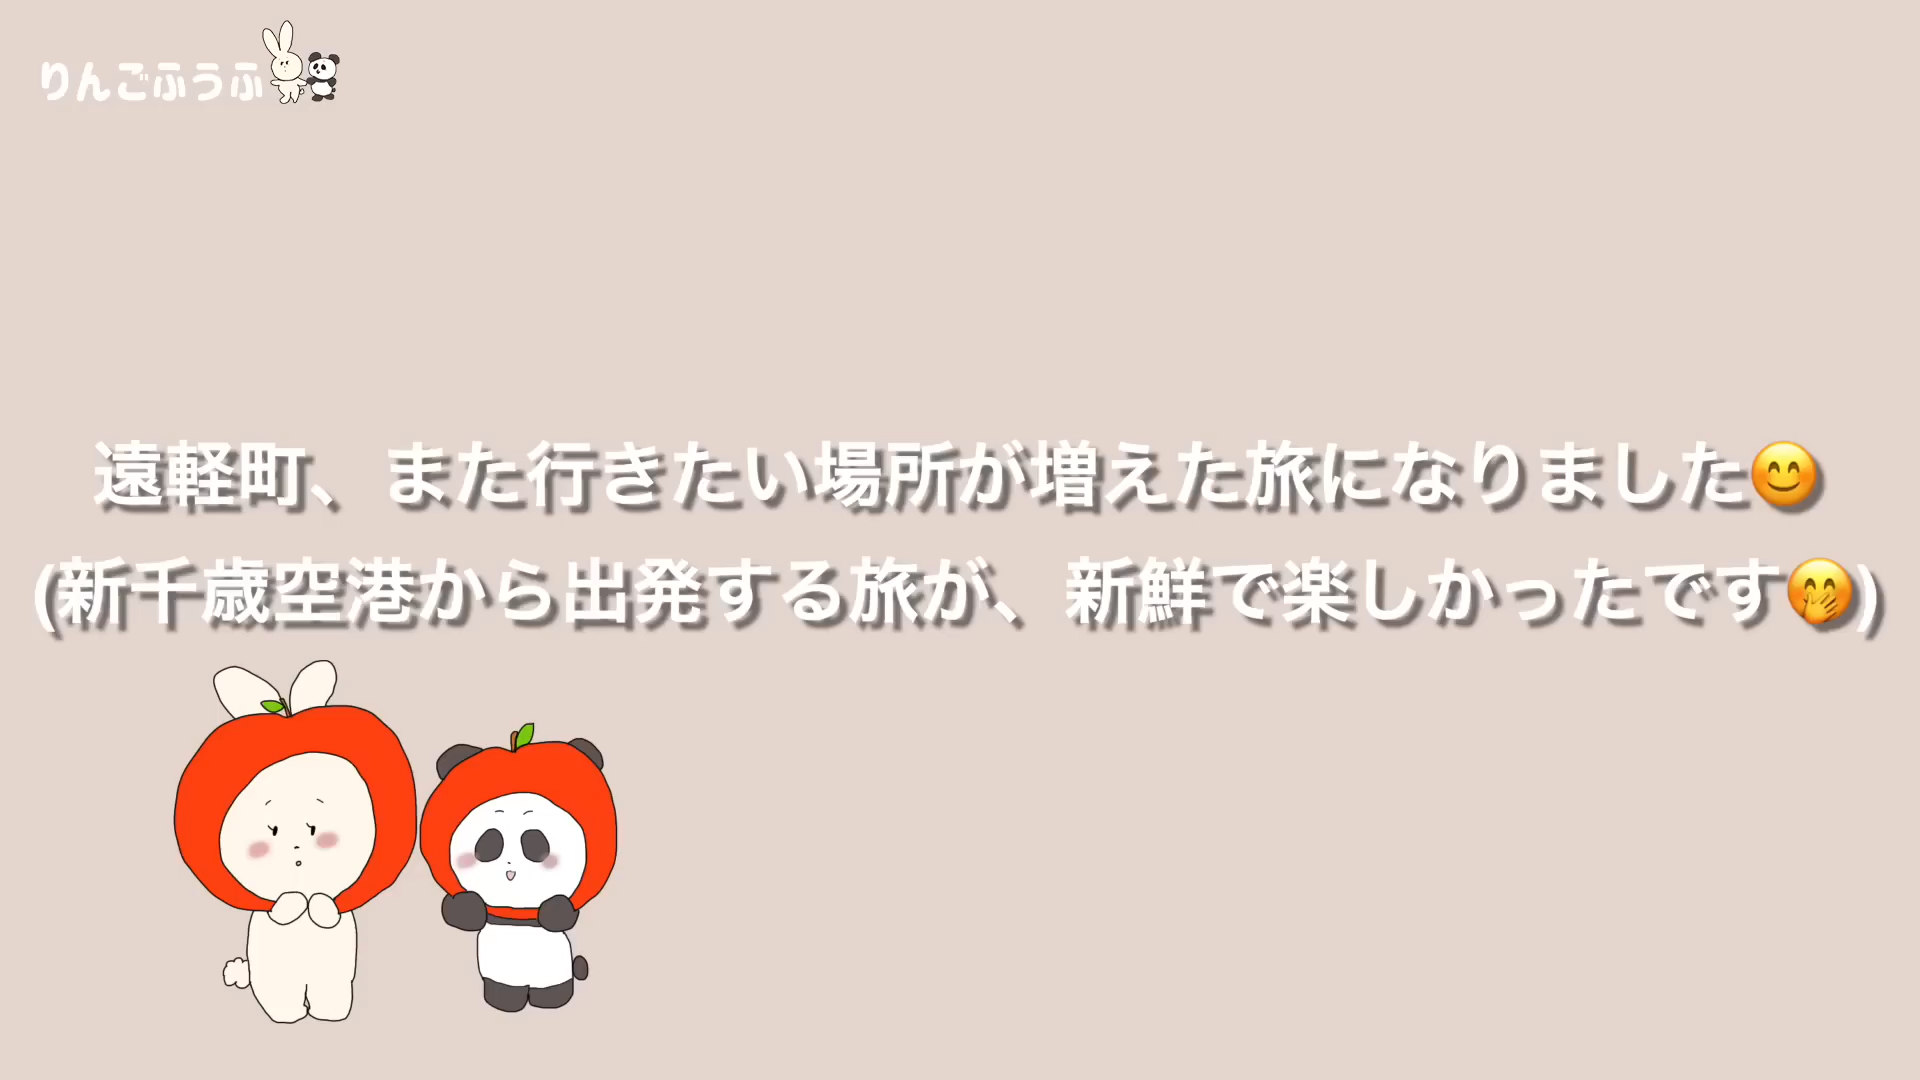 りんごふうふ
遠軽町、また行きたい場所が増えた旅になりました😊
(新千歳空港から出発する旅が、新鮮で楽しかったです🤭)